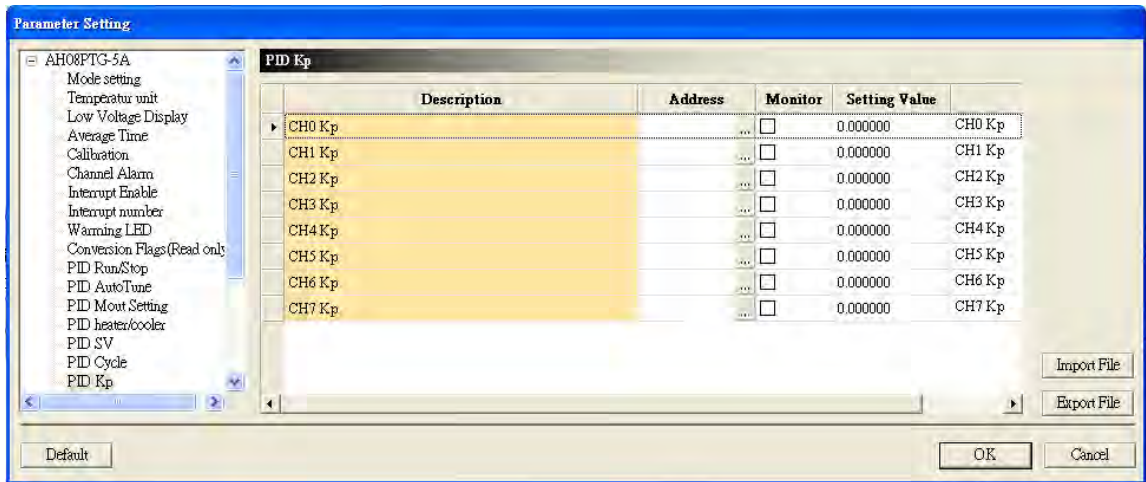 Parameter Setting
AH08PTG-5A
Mode setting
Temperatur unit
Low Voltage Display
Average Time
Calibration
Channel Alarm
Interrupt Enable
Interrupt number
Warming LED
Conversion Flags(Read only
PID Run/Stop
PID AutoTune
PID Mout Setting
PID heater/cooler
PID SV
PID Cycle
PID Kp
PID Kp
Description Address Monitor Setting Value
CH0 Kp ... 0.000000 CH0 Kp
CH1 Kp ... 0.000000 CH1 Kp
CH2 Kp ... 0.000000 CH2 Kp
CH3 Kp ... 0.000000 CH3 Kp
CH4 Kp ... 0.000000 CH4 Kp
CH5 Kp ... 0.000000 CH5 Kp
CH6 Kp ... 0.000000 CH6 Kp
CH7 Kp ... 0.000000 CH7 Kp
Import File
Export File
Default OK Cancel